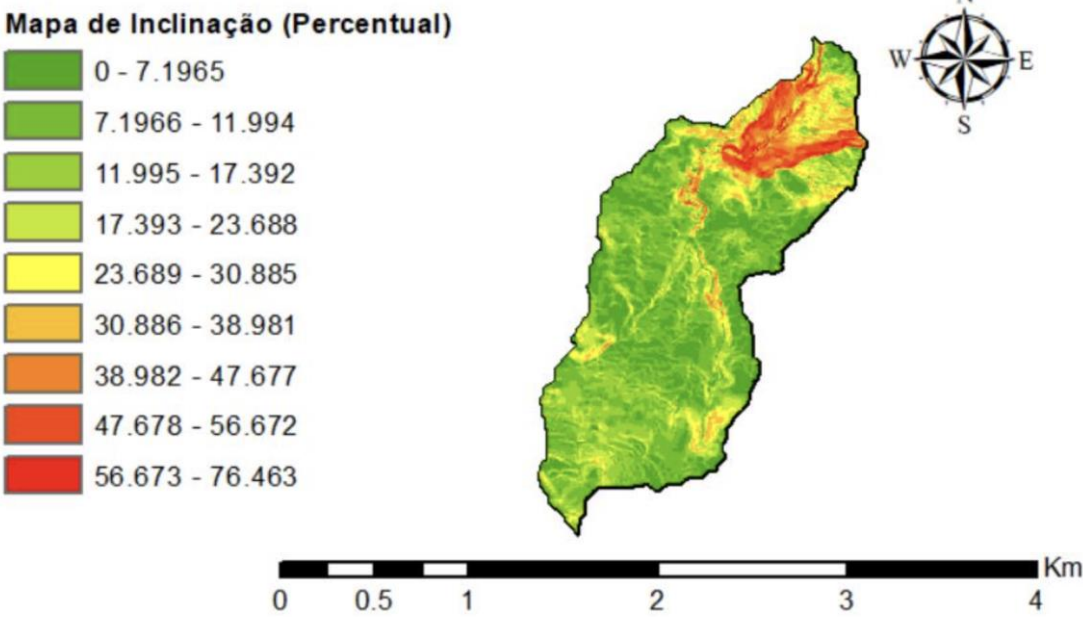 Mapa de Inclinação (Percentual)
0 - 7.1965
7.1966 - 11.994
11.995 - 17.392
17.393 - 23.688
23.689 - 30.885
30.886 - 38.981
38.982 - 47.677
47.678 - 56.672
56.673 - 76.463
N
W E
S
Km
0 0.5 1 2 3 4